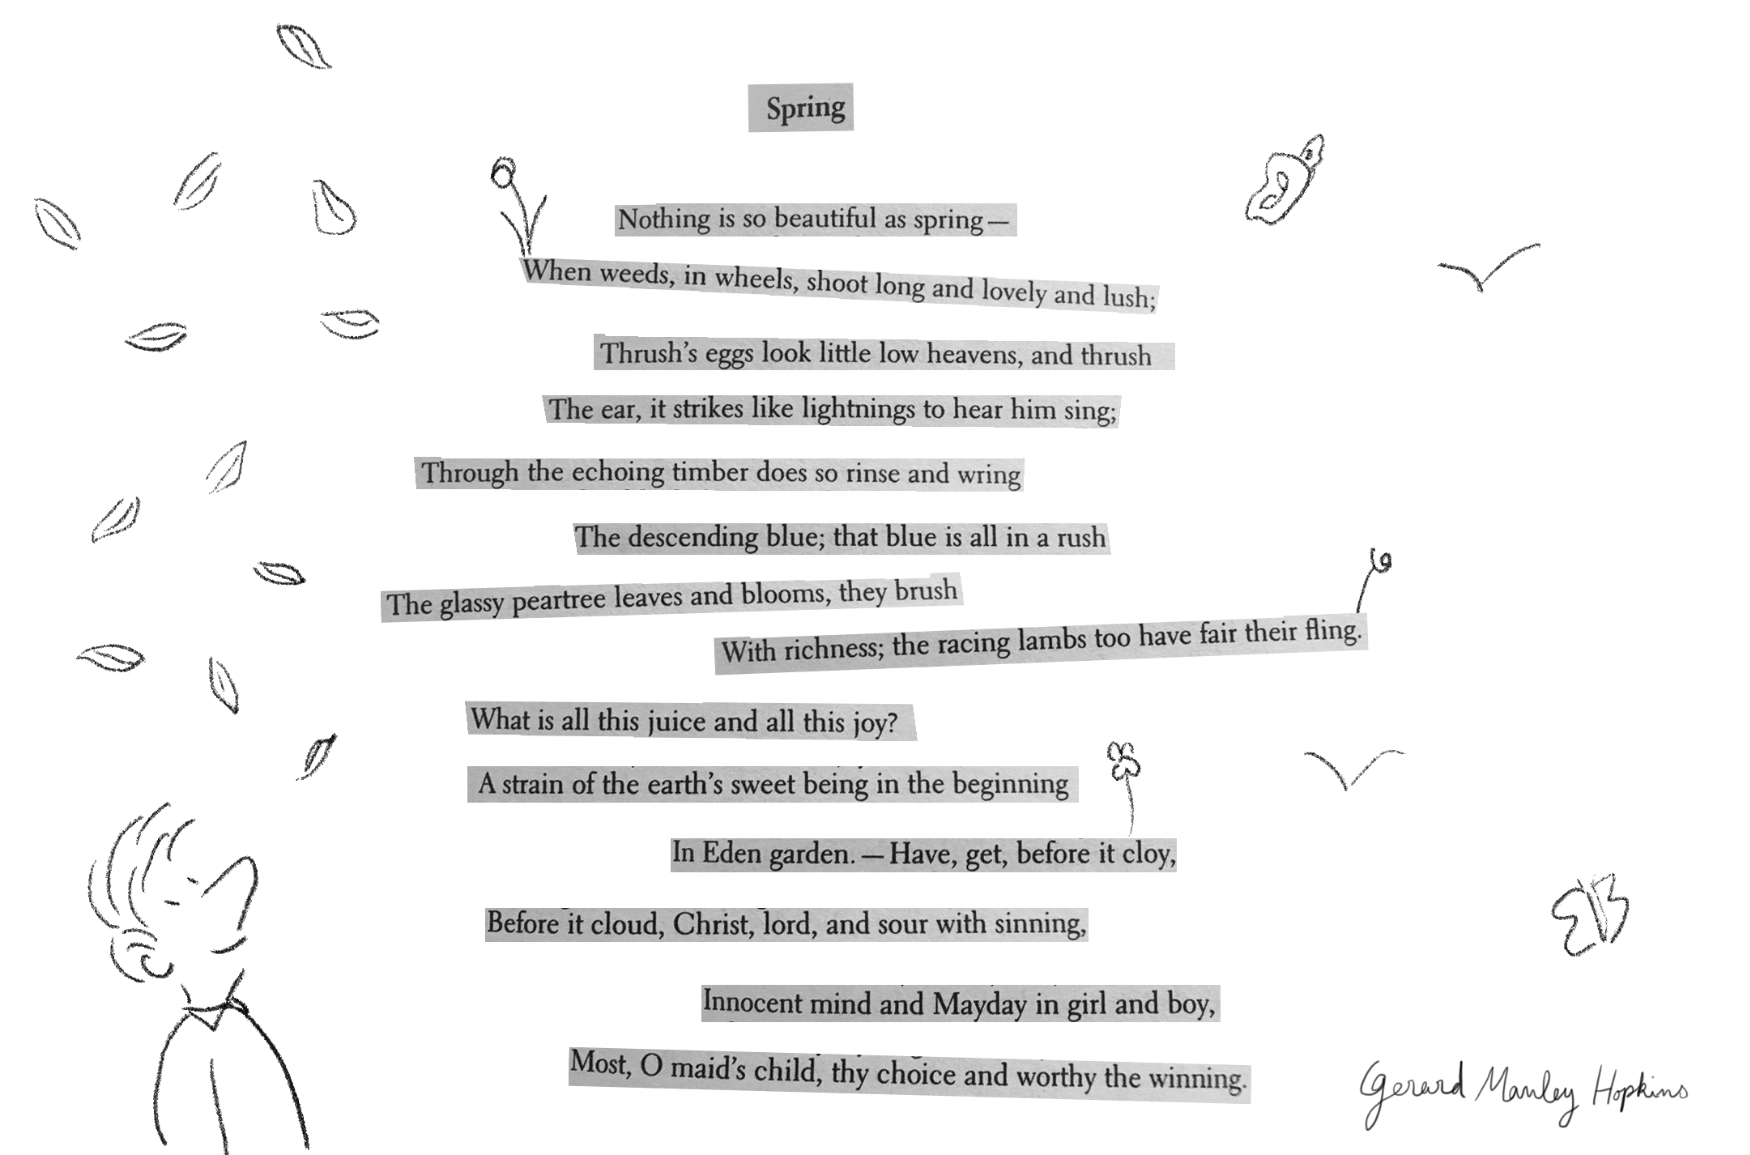 Spring
Nothing is so beautiful as spring—
When weeds, in wheels, shoot long and lovely and lush;
Thrush's eggs look little low heavens, and thrush
The ear, it strikes like lightnings to hear him sing;
Through the echoing timber does so rinse and wring
The descending blue; that blue is all in a rush
The glassy peartree leaves and blooms, they brush
With richness; the racing lambs too have fair their fling.
What is all this juice and all this joy?
A strain of the earth's sweet being in the beginning
In Eden garden.—Have, get, before it cloy,
Before it cloud, Christ, lord, and sour with sinning,
Innocent mind and Mayday in girl and boy,
Most, O maid's child, thy choice and worthy the winning.
Gerard Manley Hopkins